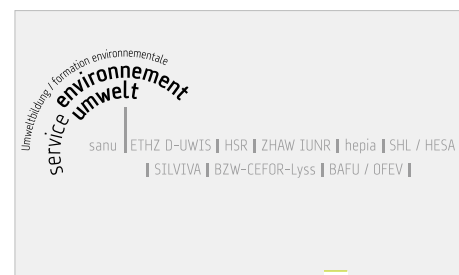 Umweltbildung / formation environnementale
service environnement
umwelt
sanu | ETHZ D-UWIS | HSR | ZHAW IUNR | hepia | SHL / HESA
| SILVIVA | BZW-CEFOR-Lyss | BAFU / OFEV |